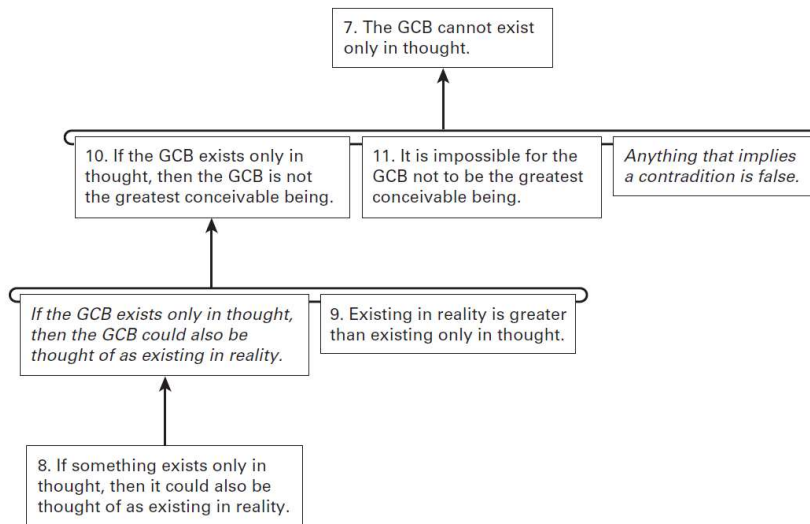 7. The GCB cannot exist
only in thought.
10. If the GCB exists only in
thought, then the GCB is not
the greatest conceivable being.
11. It is impossible for the
GCB not to be the greatest
conceivable being.
Anything that implies
a contradiction is false.
If the GCB exists only in thought,
then the GCB could also be
thought of as existing in reality.
9. Existing in reality is greater
than existing only in thought.
8. If something exists only in
thought, then it could also be
thought of as existing in reality.